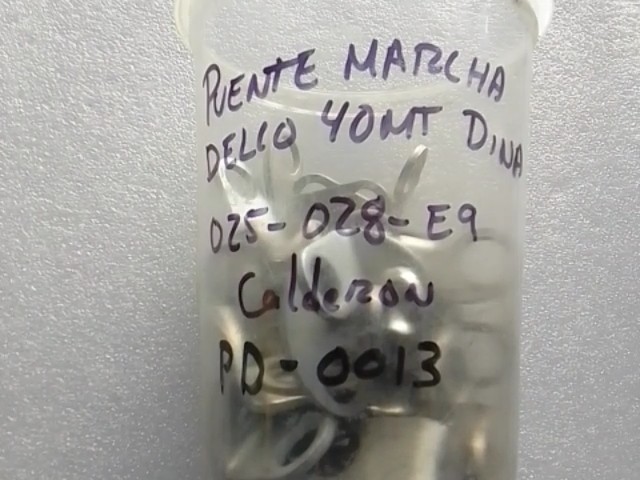 PUENTE MARCHA
DELCO 40MT DINA
025-028-E9
Calderon
PD-0013